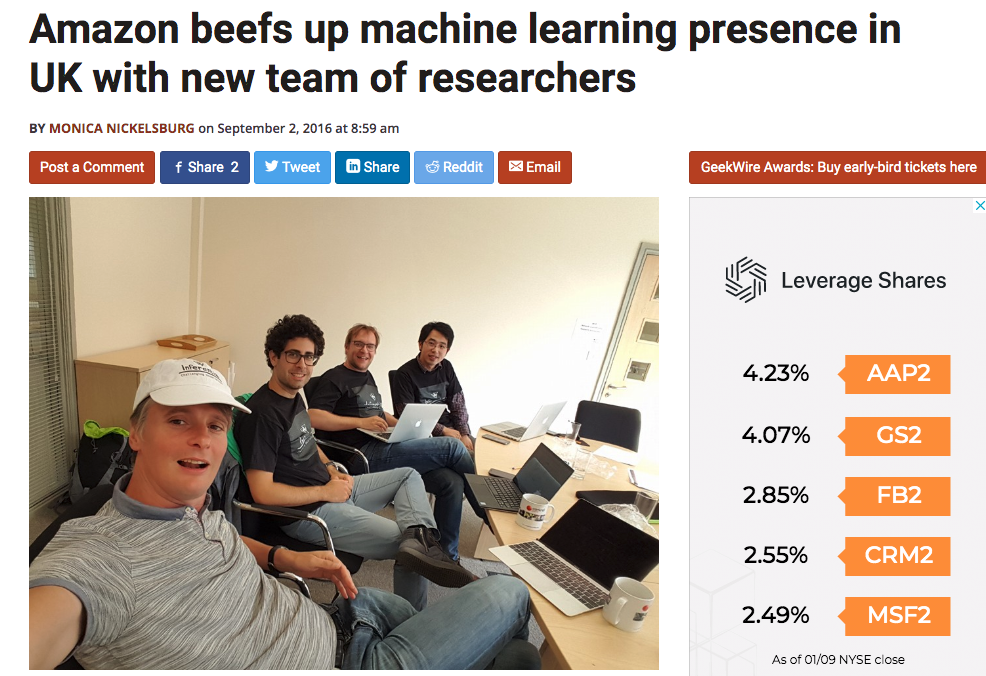 Amazon beefs up machine learning presence in
UK with new team of researchers
BY MONICA NICKELSBURG on September 2, 2016 at 8:59 am
Post a Comment
Share 2
Tweet
Share
Reddit
Email
GeekWire Awards: Buy early-bird tickets here
Leverage Shares
4.23% AAP2
4.07% GS2
2.85% FB2
2.55% CRM2
2.49% MSF2
As of 01/09 NYSE close